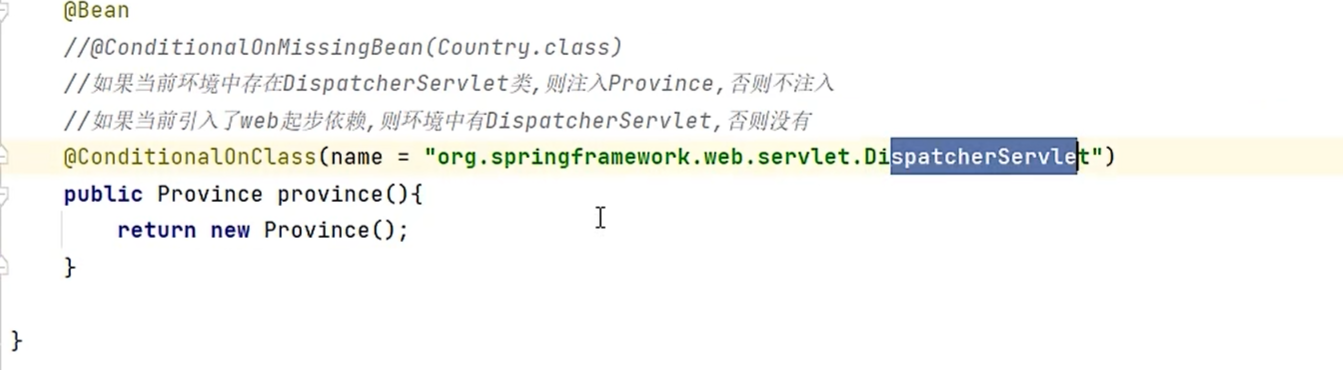 @Bean
//@ConditionalOnMissingBean(Country.class)
//如果当前环境中存在DispatcherServlet类,则注入Province,否则不注入
//如果当前引入了web起步依赖,则环境中有DispatcherServlet,否则没有
@ConditionalOnClass(name = "org.springframework.web.servlet.DispatcherServlet")
public Province province(){
return new Province();
}
}